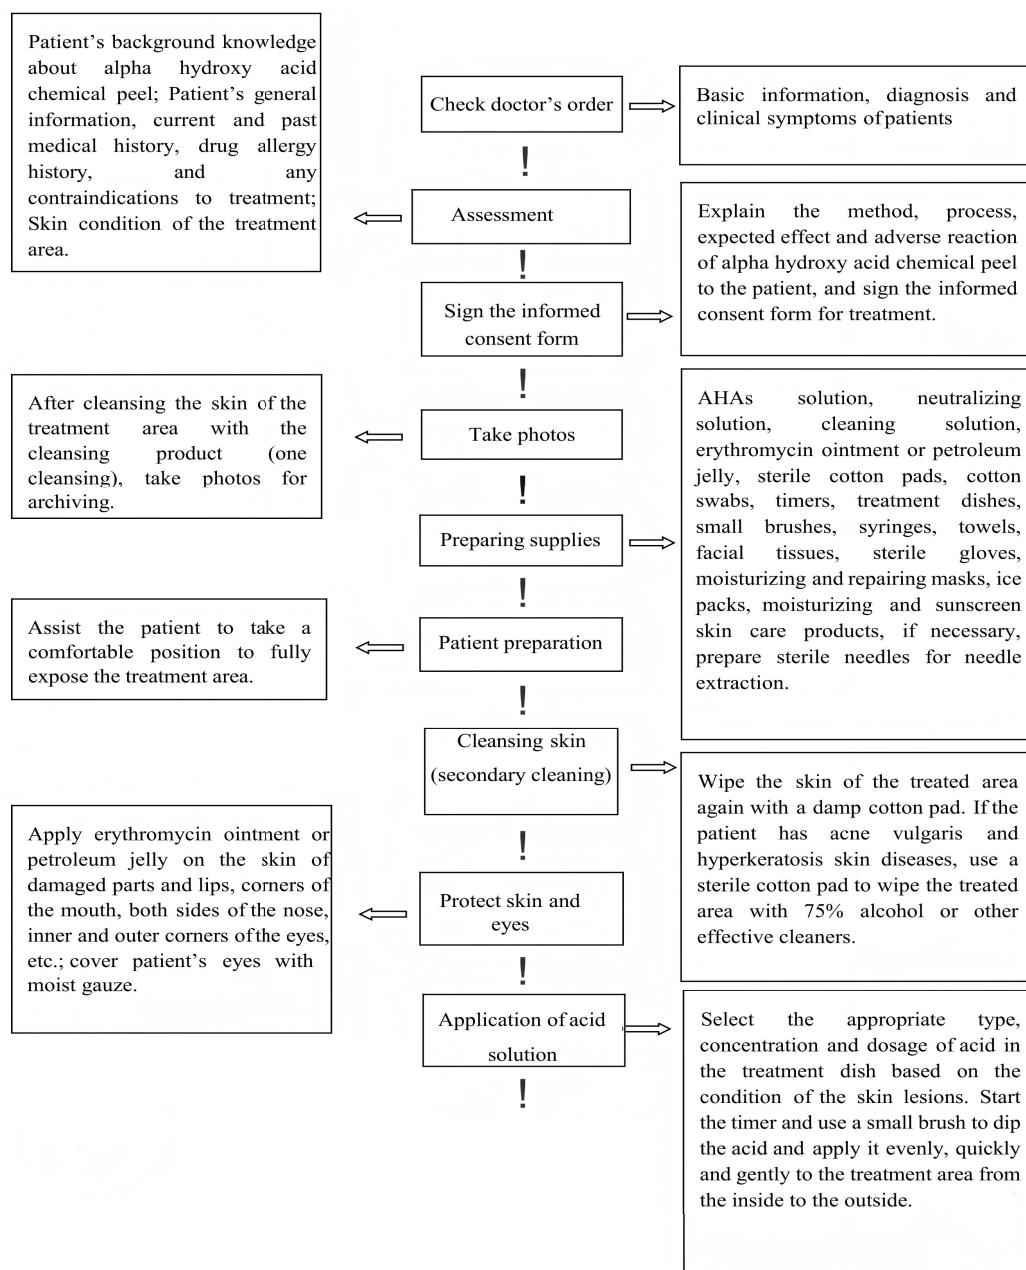 Patient's background knowledge
about alpha hydroxy acid
chemical peel; Patient's general
information, current and past
medical history, drug allergy
history, and any
contraindications to treatment;
Skin condition of the treatment
area.
Check doctor's order
Basic information, diagnosis and
clinical symptoms of patients
!
Assessment
!
Sign the informed
consent form
Explain the method, process,
expected effect and adverse reaction
of alpha hydroxy acid chemical peel
to the patient, and sign the informed
consent form for treatment.
!
After cleansing the skin of the
treatment area with the
cleansing product (one
cleansing), take photos for
archiving.
Take photos
!
Preparing supplies
AHAs solution, neutralizing
solution, cleaning solution,
erythromycin ointment or petroleum
jelly, sterile cotton pads, cotton
swabs, timers, treatment dishes,
small brushes, syringes, towels,
facial tissues, sterile gloves,
moisturizing and repairing masks, ice
packs, moisturizing and sunscreen
skin care products, if necessary,
prepare sterile needles for needle
extraction.
!
Assist the patient to take a
comfortable position to fully
expose the treatment area.
Patient preparation
!
Cleansing skin
(secondary cleaning)
Wipe the skin of the treated area
again with a damp cotton pad. If the
patient has acne vulgaris and
hyperkeratosis skin diseases, use a
sterile cotton pad to wipe the treated
area with 75% alcohol or other
effective cleaners.
!
Apply erythromycin ointment or
petroleum jelly on the skin of
damaged parts and lips, corners of
the mouth, both sides of the nose,
inner and outer corners of the eyes,
etc.; cover patient's eyes with
moist gauze.
Protect skin and
eyes
!
Application of acid
solution
Select the appropriate type,
concentration and dosage of acid in
the treatment dish based on the
condition of the skin lesions. Start
the timer and use a small brush to dip
the acid and apply it evenly, quickly
and gently to the treatment area from
the inside to the outside.
!